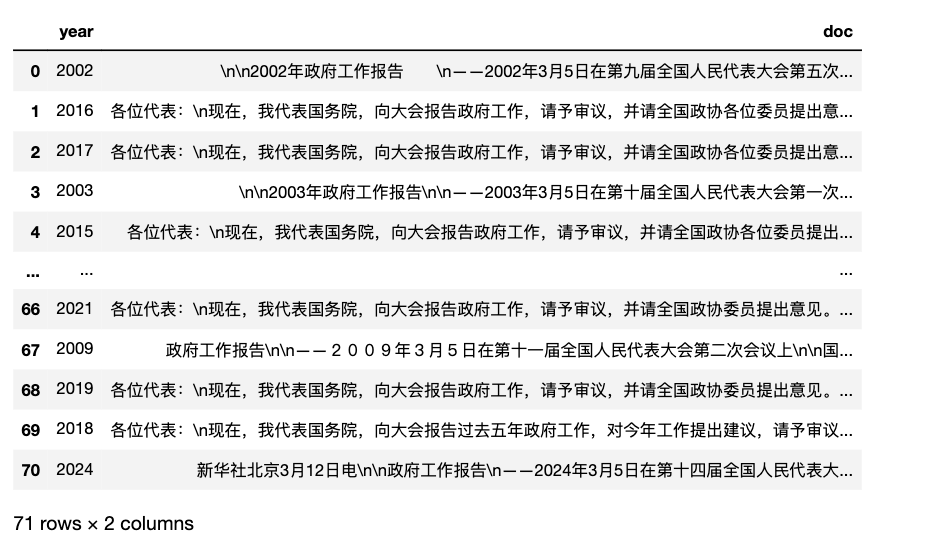 year doc
0 2002 \n\n2002年政府工作报告 \n——2002年3月5日在第九届全国人民代表大会第五次...
1 2016 各位代表：\n现在，我代表国务院，向大会报告政府工作，请予审议，并请全国政协各位委员提出意...
2 2017 各位代表：\n现在，我代表国务院，向大会报告政府工作，请予审议，并请全国政协各位委员提出意...
3 2003 \n\n2003年政府工作报告\n\n——2003年3月5日在第十届全国人民代表大会第一次...
4 2015 各位代表：\n现在，我代表国务院，向大会报告政府工作，请予审议，并请全国政协各位委员提出...
... ... ...
66 2021 各位代表：\n现在，我代表国务院，向大会报告政府工作，请予审议，并请全国政协委员提出意见。...
67 2009 政府工作报告\n\n——２００９年３月５日在第十一届全国人民代表大会第二次会议上\n\n国...
68 2019 各位代表：\n现在，我代表国务院，向大会报告政府工作，请予审议，并请全国政协委员提出意见。...
69 2018 各位代表：\n现在，我代表国务院，向大会报告过去五年政府工作，对今年工作提出建议，请予审议...
70 2024 新华社北京3月12日电\n\n政府工作报告\n——2024年3月5日在第十四届全国人民代表大...
71 rows × 2 columns